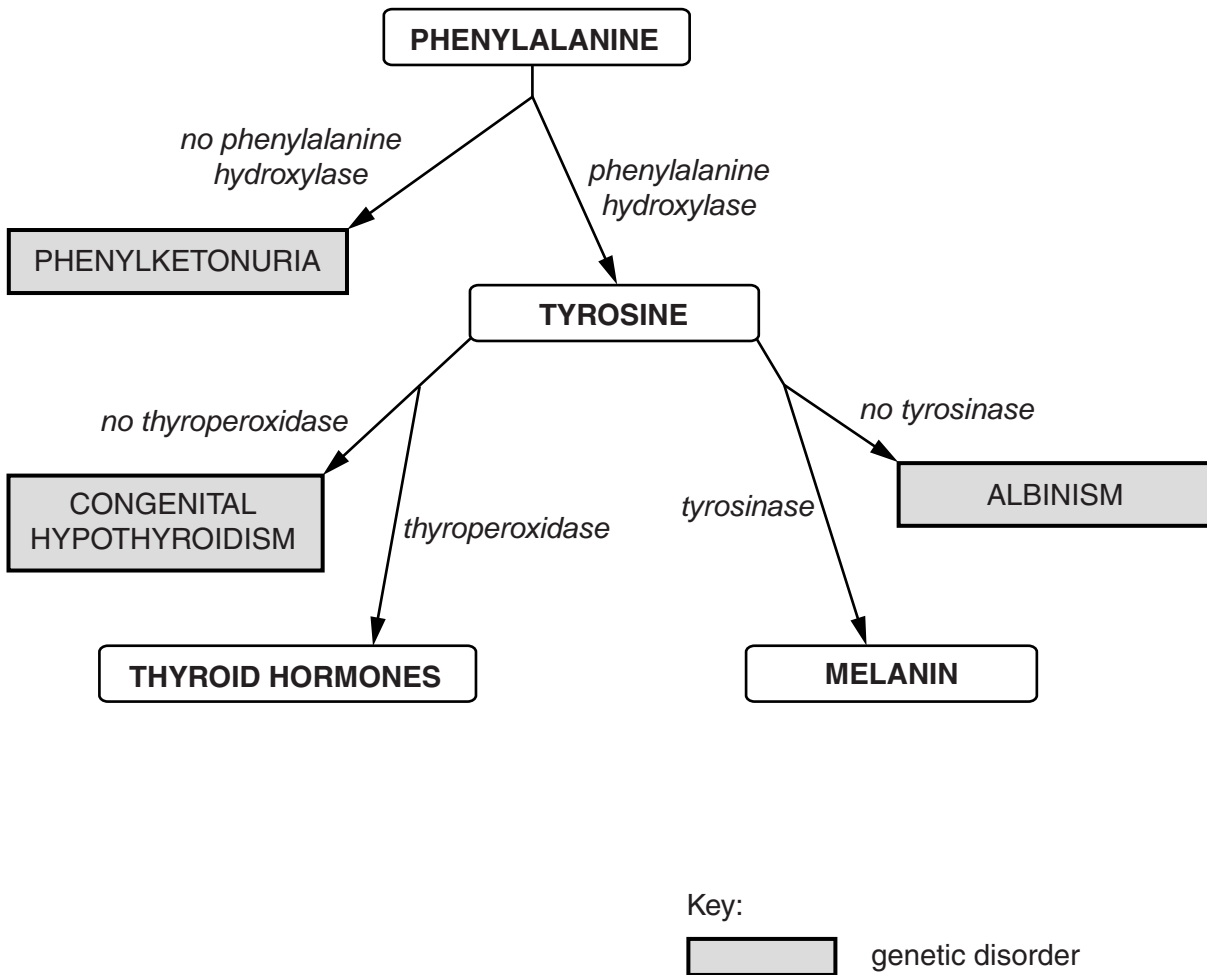 PHENYLALANINE
no phenylalanine
hydroxylase
phenylalanine
hydroxylase
PHENYLKETONURIA
TYROSINE
no thyroperoxidase
no tyrosinase
CONGENITAL
HYPOTHYROIDISM
thyroperoxidase
tyrosinase
ALBINISM
THYROID HORMONES
MELANIN
Key:
genetic disorder